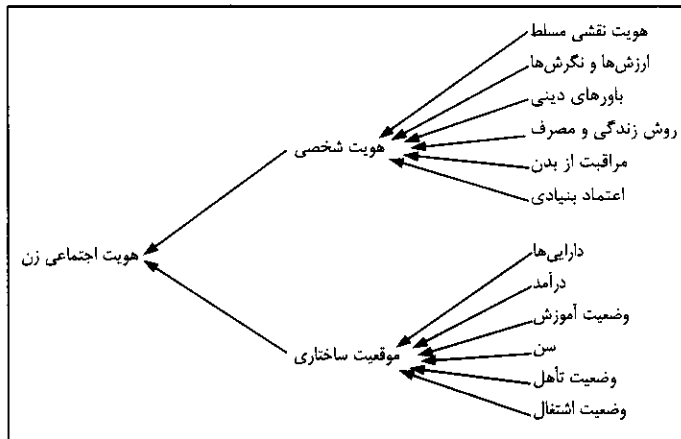 هویت نقشی مسلط
ارزش‌ها و نگرش‌ها
باورهای دینی
روش زندگی و مصرف
هویت شخصی
مراقبت از بدن
اعتماد بنیادی
دارایی‌ها
هویت اجتماعی زن
درآمد
وضعیت آموزش
سن
موقعیت ساختاری
وضعیت تأهل
وضعیت اشتغال